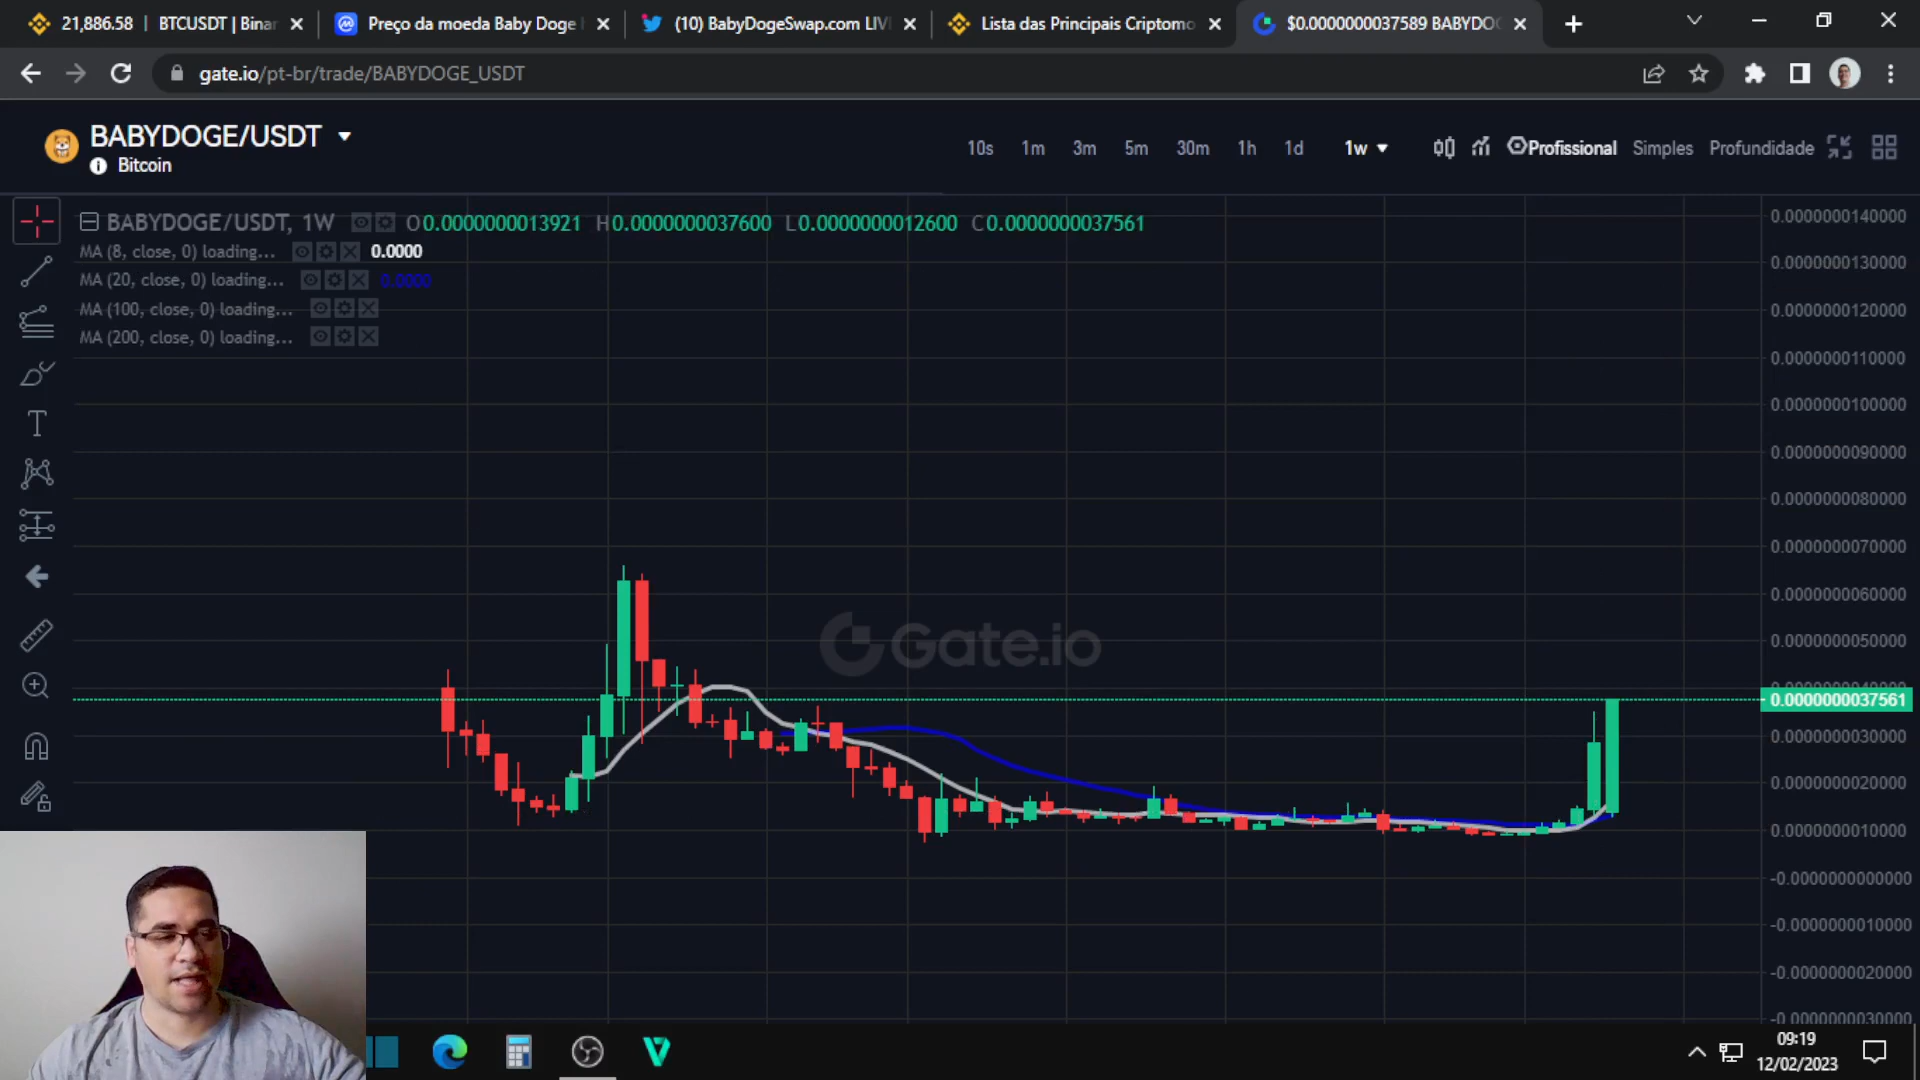 21,886.58 | BTCUSDT | Binan
Preço da moeda Baby Doge
(10) BabyDogeSwap.com LIV
Lista das Principais Criptomo
$0.0000000037589 BABYDO
gate.io/pt-br/trade/BABYDOGE_USDT
BABYDOGE/USDT
Bitcoin
10s 1m 3m 5m 30m 1h 1d 1w Profissional Simples Profundidade
BABYDOGE/USDT, 1W O0.0000000013921 H0.0000000037600 L0.0000000012600 C0.0000000037561
MA (8, close, 0) loading... 0.0000
MA (20, close, 0) loading... 0.0000
MA (100, close, 0) loading...
MA (200, close, 0) loading...
0.0000000140000
0.0000000130000
0.0000000120000
0.0000000110000
0.0000000100000
0.0000000090000
0.0000000080000
0.0000000070000
0.0000000060000
0.0000000050000
0.0000000037561
0.0000000030000
0.0000000020000
0.0000000010000
-0.0000000000000
-0.0000000010000
-0.0000000020000
-0.0000000030000
Gate.io
09:19
12/02/2023